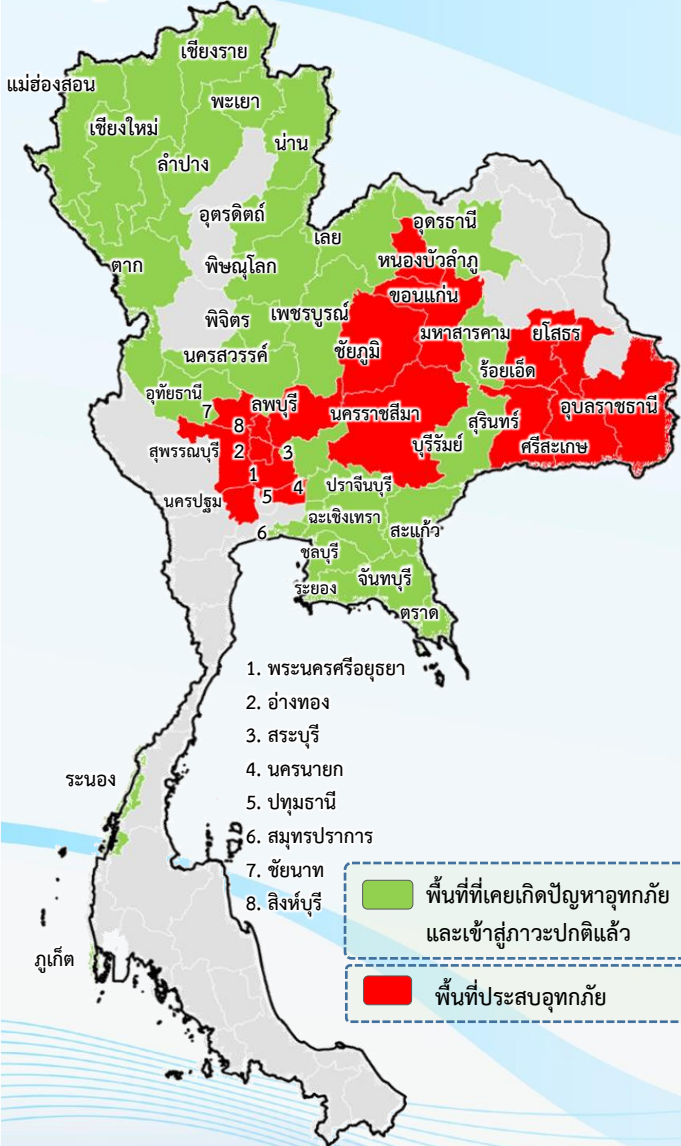 เชียงราย
แม่ฮ่องสอน
พะเยา
เชียงใหม่
น่าน
ลำปาง
อุตรดิตถ์
อุดรธานี
เลย
หนองบัวลำภู
ตาก
พิษณุโลก
ขอนแก่น
เพชรบูรณ์
พิจิตร
มหาสารคาม
ยโสธร
นครสวรรค์
ชัยภูมิ
ร้อยเอ็ด
อุทัยธานี
7
ลพบุรี
นครราชสีมา
อุบลราชธานี
8
สุรินทร์
สุพรรณบุรี
2
3
บุรีรัมย์
ศรีสะเกษ
1
4
ปราจีนบุรี
นครปฐม
5
ฉะเชิงเทรา
6
สะแก้ว
ชลบุรี
ระยอง
จันทบุรี
ตราด
1. พระนครศรีอยุธยา
2. อ่างทอง
3. สระบุรี
4. นครนายก
5. ปทุมธานี
6. สมุทรปราการ
7. ชัยนาท
8. สิงห์บุรี
ระนอง
ภูเก็ต
พื้นที่ที่เคยเกิดปัญหาอุทกภัย
และเข้าสู่ภาวะปกติแล้ว
พื้นที่ประสบอุทกภัย